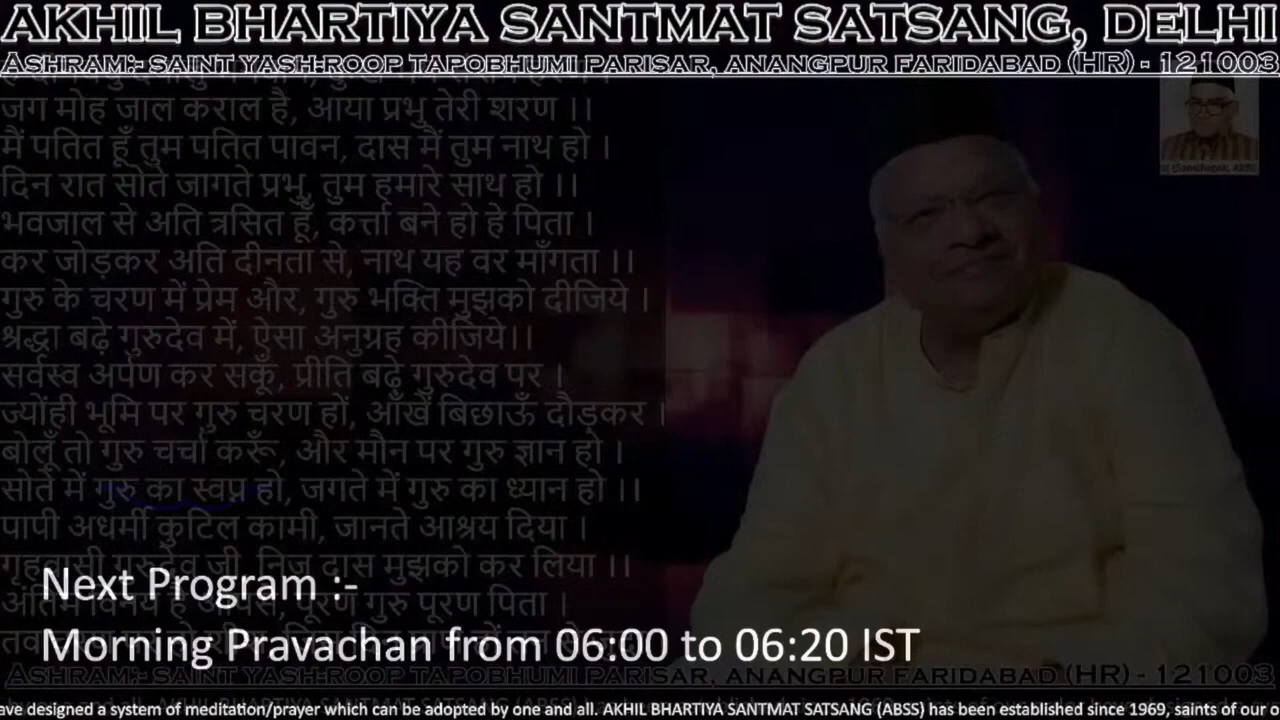 AKHIL BHARTIYA SANTMAT SATSANG, DELHI
ASHRAM:- SAINT YASH-ROOP TAPOBHUMI PARISAR, ANANGPUR FARIDABAD (HR) - 121003
जग मोह जाल कराल है, आया प्रभु तेरी शरण ।।
मैं पतित हूँ तुम पतित पावन, दास मैं तुम नाथ हो ।
दिन रात सोते जागते प्रभु, तुम हमारे साथ हो ।।
भवजाल से अति त्रसित हूँ, कर्त्ता बने हो हे पिता ।
कर जोड़कर अति दीनता से, नाथ यह वर माँगता ।।
गुरु के चरण में प्रेम और, गुरु भक्ति मुझको दीजिये ।
श्रद्धा बढ़े गुरुदेव में, ऐसा अनुग्रह कीजिये।।
सर्वस्व अर्पण कर सकूँ, प्रीति बढ़े गुरुदेव पर ।
ज्योंही भूमि पर गुरु चरण हों, आँखें बिछाऊँ दौड़कर ।
बोलूँ तो गुरु चर्चा करूँ, और मौन पर गुरु ज्ञान हो ।
सोते में गुरु का स्वप्न हो, जगते में गुरु का ध्यान हो ।।
पापी अधर्मी कुटिल कामी, जानते आश्रय दिया ।
निज दास मुझको कर लिया ।।
पूरण गुरु पूरण पिता ।
Next Program :-
Morning Pravachan from 06:00 to 06:20 IST
ASHRAM:- SAINT YASH-ROOP TAPOBHUMI PARISAR, ANANGPUR FARIDABAD (HR) - 121003
ave designed a system of meditation/prayer which can be adopted by one and all. AKHIL BHARTIYA SANTMAT SATSANG (ABSS) has been established since 1969, saints of our o